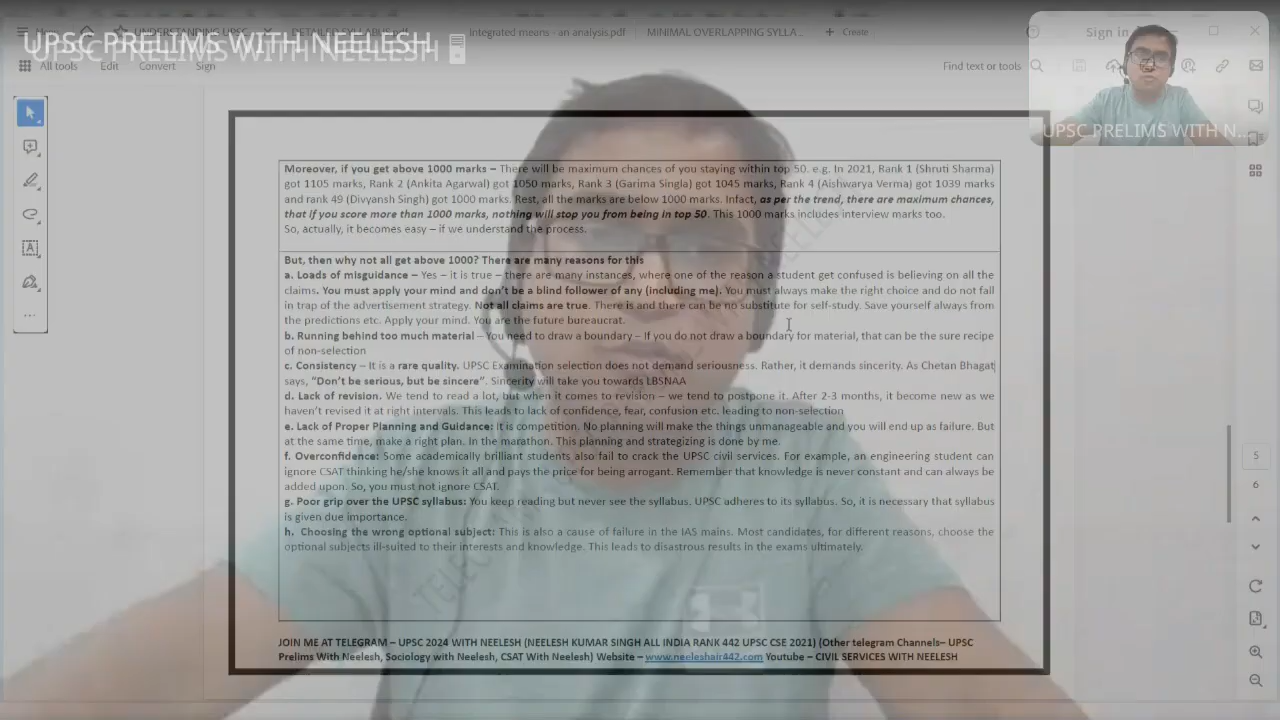 UPSC PRELIMS WITH NEELESH
UPSC PRELIMS WITH NEELESH
UNDERSTANDING UPSC
DETAILED SYLLABUS.pdf
Integrated means - an analysis.pdf
MINIMAL OVERLAPPING SYLLA...
+ Create
Sign in
All tools
Edit
Convert
Sign
Find text or tools
UPSC PRELIMS WITH N...
Moreover, if you get above 1000 marks – There will be maximum chances of you staying within top 50. e.g. In 2021, Rank 1 (Shruti Sharma)
got 1105 marks, Rank 2 (Ankita Agarwal) got 1050 marks, Rank 3 (Garima Singla) got 1045 marks, Rank 4 (Aishwarya Verma) got 1039 marks
and rank 49 (Divyansh Singh) got 1000 marks. Rest, all the marks are below 1000 marks. Infact, as per the trend, there are maximum chances,
that if you score more than 1000 marks, nothing will stop you from being in top 50. This 1000 marks includes interview marks too.
So, actually, it becomes easy – if we understand the process.
But, then why not all get above 1000? There are many reasons for this
a. Loads of misguidance – Yes – it is true – there are many instances, where one of the reason a student get confused is believing on all the
claims. You must apply your mind and don't be a blind follower of any (including me). You must always make the right choice and do not fall
in trap of the advertisement strategy. Not all claims are true. There is and there can be no substitute for self-study. Save yourself always from
the predictions etc. Apply your mind. You are the future bureaucrat.
b. Running behind too much material – You need to draw a boundary – If you do not draw a boundary for material, that can be the sure recipe
of non-selection
c. Consistency – It is a rare quality. UPSC Examination selection does not demand seriousness. Rather, it demands sincerity. As Chetan Bhagat
says, "Don't be serious, but be sincere". Sincerity will take you towards LBSNAA
d. Lack of revision. We tend to read a lot, but when it comes to revision – we tend to postpone it. After 2-3 months, it become new as we
haven't revised it at right intervals. This leads to lack of confidence, fear, confusion etc. leading to non-selection
e. Lack of Proper Planning and Guidance: It is competition. No planning will make the things unmanageable and you will end up as failure. But
at the same time, make a right plan. In the marathon. This planning and strategizing is done by me.
f. Overconfidence: Some academically brilliant students also fail to crack the UPSC civil services. For example, an engineering student can
ignore CSAT thinking he/she knows it all and pays the price for being arrogant. Remember that knowledge is never constant and can always be
added upon. So, you must not ignore CSAT.
g. Poor grip over the UPSC syllabus: You keep reading but never see the syllabus. UPSC adheres to its syllabus. So, it is necessary that syllabus
is given due importance.
h. Choosing the wrong optional subject: This is also a cause of failure in the IAS mains. Most candidates, for different reasons, choose the
optional subjects ill-suited to their interests and knowledge. This leads to disastrous results in the exams ultimately.
5
6
JOIN ME AT TELEGRAM – UPSC 2024 WITH NEELESH (NEELESH KUMAR SINGH ALL INDIA RANK 442 UPSC CSE 2021) (Other telegram Channels– UPSC
Prelims With Neelesh, Sociology with Neelesh, CSAT With Neelesh) Website – www.neeleshair442.com Youtube – CIVIL SERVICES WITH NEELESH